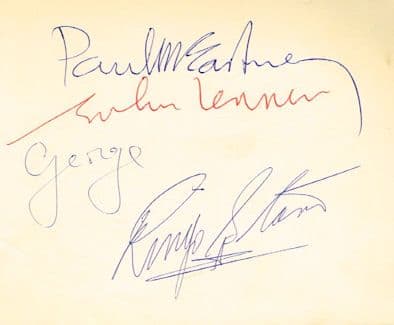 Paul McCartney
John Lennon
George
Ringo Starr